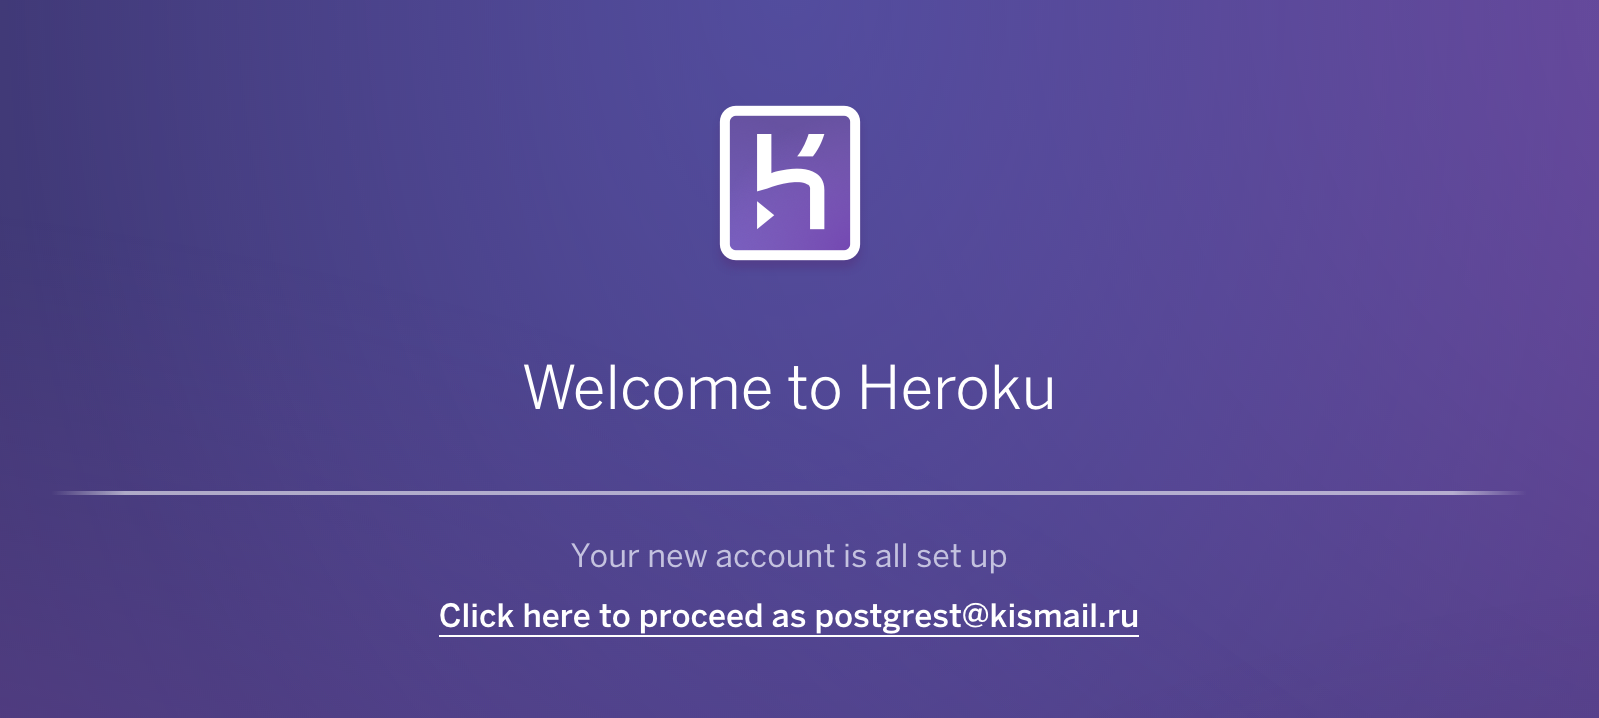 Welcome to Heroku
Your new account is all set up
Click here to proceed as postgrest@kismail.ru